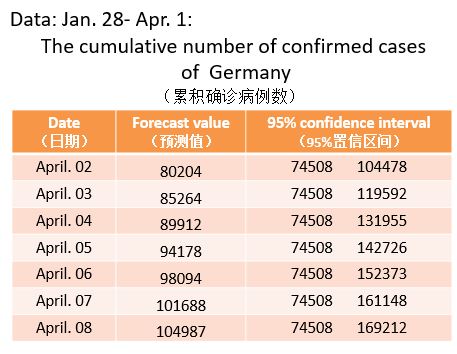 Data: Jan. 28- Apr. 1:
The cumulative number of confirmed cases
of Germany
（累积确诊病例数）
Date Forecast value 95% confidence interval
（日期） （预测值） （95%置信区间）
April. 02 80204 74508 104478
April. 03 85264 74508 119592
April. 04 89912 74508 131955
April. 05 94178 74508 142726
April. 06 98094 74508 152373
April. 07 101688 74508 161148
April. 08 104987 74508 169212